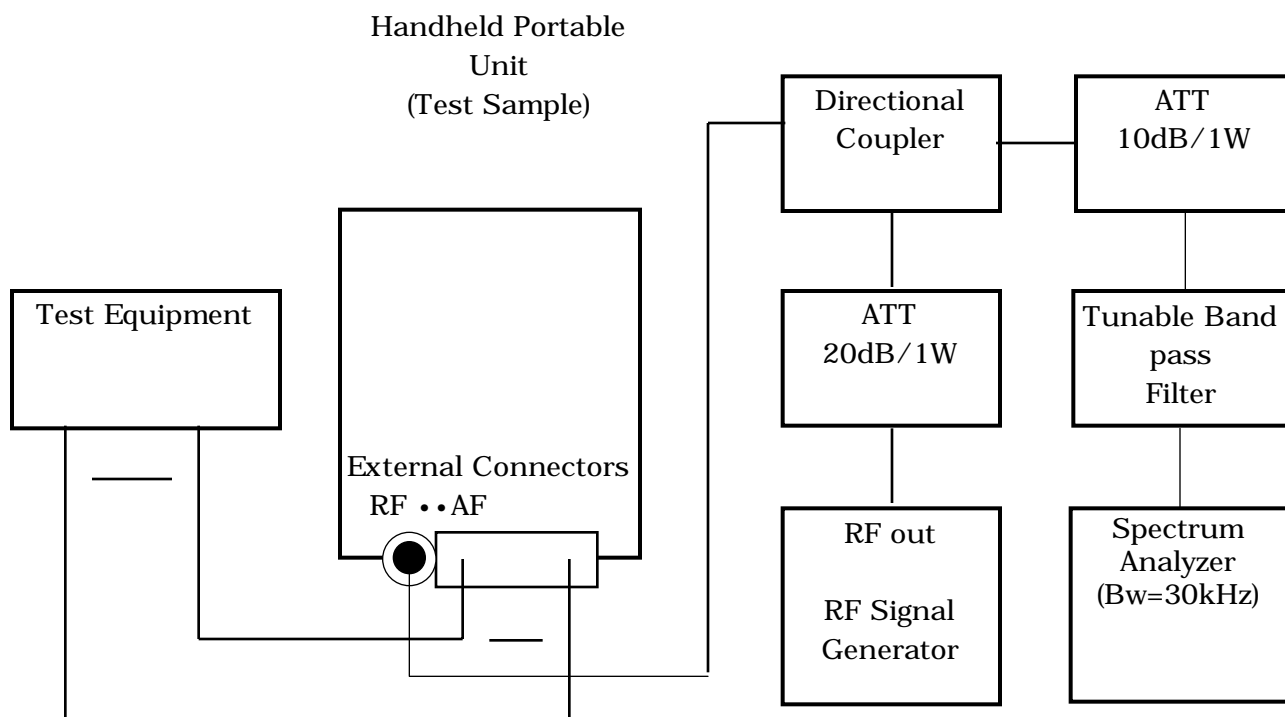 Handheld Portable
Unit
(Test Sample)
Directional
Coupler
ATT
10dB/1W
Test Equipment
ATT
20dB/1W
Tunable Band
pass
Filter
External Connectors
RF •• AF
RF out
RF Signal
Generator
Spectrum
Analyzer
(Bw=30kHz)